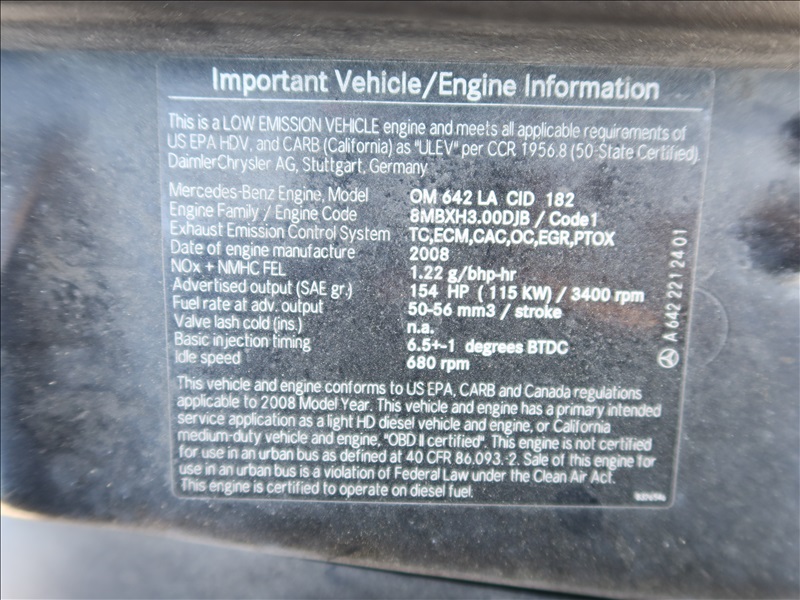 Important Vehicle/Engine Information
This is a LOW EMISSION VEHICLE engine and meets all applicable requirements of
US EPA HDV, and CARB (California) as "ULEV" per CCR 1956.8 (50-State Certified).
DaimlerChrysler AG, Stuttgart, Germany
Mercedes-Benz Engine, Model OM 642 LA CID 182
Engine Family / Engine Code 8MBXH3.00DJB / Code1
Exhaust Emission Control System TC,ECM,CAC,OC,EGR,PTOX
Date of engine manufacture 2008
NOx + NMHC FEL 1.22 g/bhp-hr
Advertised output (SAE gr.) 154 HP ( 115 KW) / 3400 rpm
Fuel rate at adv. output 50-56 mm3 / stroke
Valve lash cold (ins.) n.a.
Basic injection timing 6.5+-1 degrees BTDC
Idle speed 680 rpm
This vehicle and engine conforms to US EPA, CARB and Canada regulations
applicable to 2008 Model Year. This vehicle and engine has a primary intended
service application as a light HD diesel vehicle and engine, or California
medium-duty vehicle and engine, "OBD II certified". This engine is not certified
for use in an urban bus as defined at 40 CFR 86.093.-2. Sale of this engine for
use in an urban bus is a violation of Federal Law under the Clean Air Act.
This engine is certified to operate on diesel fuel.
A 642 221 24 01